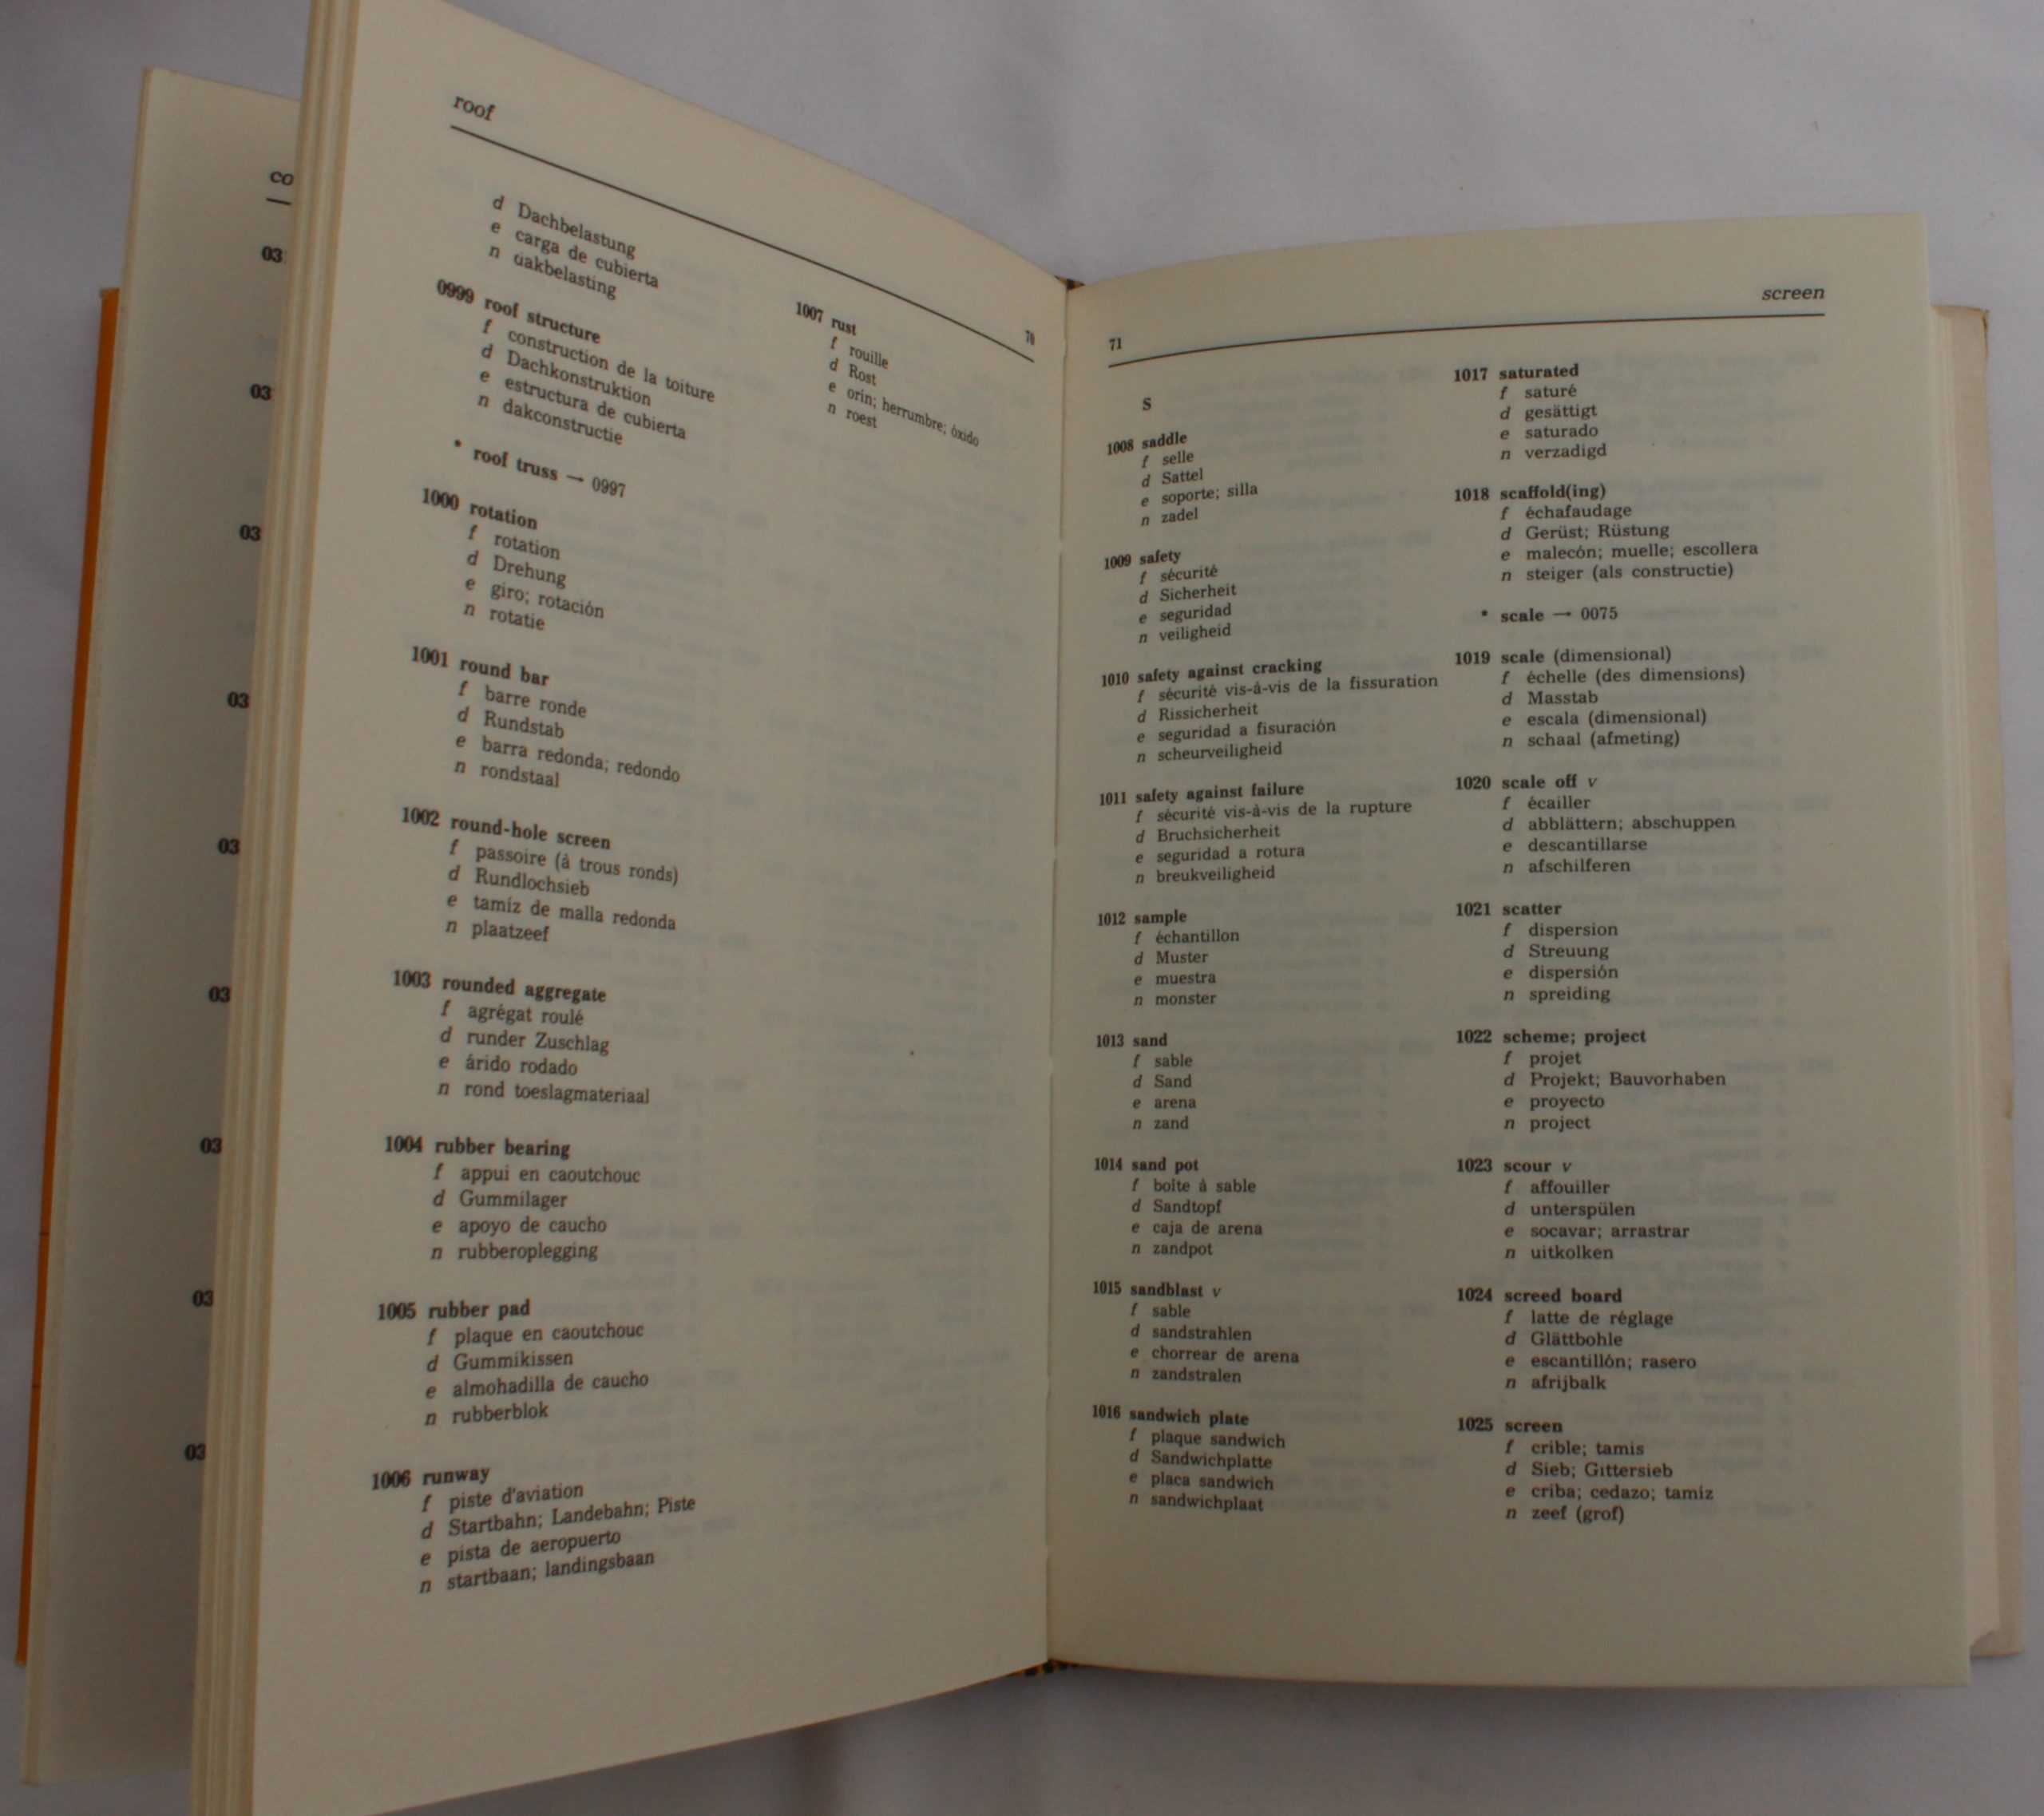 co
03
03
03
03
03
03
03
03
03
roof
70
d Dachbelastung
e carga de cubierta
n dakbelasting
0999 roof structure
f construction de la toiture
d Dachkonstruktion
e estructura de cubierta
n dakconstructie
* roof truss → 0997
1000 rotation
f rotation
d Drehung
e giro; rotación
n rotatie
1001 round bar
f barre ronde
d Rundstab
e barra redonda; redondo
n rondstaal
1002 round-hole screen
f passoire (à trous ronds)
d Rundlochsieb
e tamíz de malla redonda
n plaatzeef
1003 rounded aggregate
f agrégat roulé
d runder Zuschlag
e árido rodado
n rond toeslagmateriaal
1004 rubber bearing
f appui en caoutchouc
d Gummilager
e apoyo de caucho
n rubberoplegging
1005 rubber pad
f plaque en caoutchouc
d Gummikissen
e almohadilla de caucho
n rubberblok
1006 runway
f piste d'aviation
d Startbahn; Landebahn; Piste
e pista de aeropuerto
n startbaan; landingsbaan
1007 rust
f rouille
d Rost
e orín; herrumbre; óxido
n roest
71
screen
S
1008 saddle
f selle
d Sattel
e soporte; silla
n zadel
1009 safety
f sécurité
d Sicherheit
e seguridad
n veiligheid
1010 safety against cracking
f sécurité vis-à-vis de la fissuration
d Rissicherheit
e seguridad a fisuración
n scheurveiligheid
1011 safety against failure
f sécurité vis-à-vis de la rupture
d Bruchsicherheit
e seguridad a rotura
n breukveiligheid
1012 sample
f échantillon
d Muster
e muestra
n monster
1013 sand
f sable
d Sand
e arena
n zand
1014 sand pot
f boîte à sable
d Sandtopf
e caja de arena
n zandpot
1015 sandblast v
f sable
d sandstrahlen
e chorrear de arena
n zandstralen
1016 sandwich plate
f plaque sandwich
d Sandwichplatte
e placa sandwich
n sandwichplaat
1017 saturated
f saturé
d gesättigt
e saturado
n verzadigd
1018 scaffold(ing)
f échafaudage
d Gerüst; Rüstung
e malecón; muelle; escollera
n steiger (als constructie)
* scale → 0075
1019 scale (dimensional)
f échelle (des dimensions)
d Masstab
e escala (dimensional)
n schaal (afmeting)
1020 scale off v
f écailler
d abblättern; abschuppen
e descantillarse
n afschilferen
1021 scatter
f dispersion
d Streuung
e dispersión
n spreiding
1022 scheme; project
f projet
d Projekt; Bauvorhaben
e proyecto
n project
1023 scour v
f affouiller
d unterspülen
e socavar; arrastrar
n uitkolken
1024 screed board
f latte de réglage
d Glättbohle
e escantillón; rasero
n afrijbalk
1025 screen
f crible; tamis
d Sieb; Gittersieb
e criba; cedazo; tamíz
n zeef (grof)